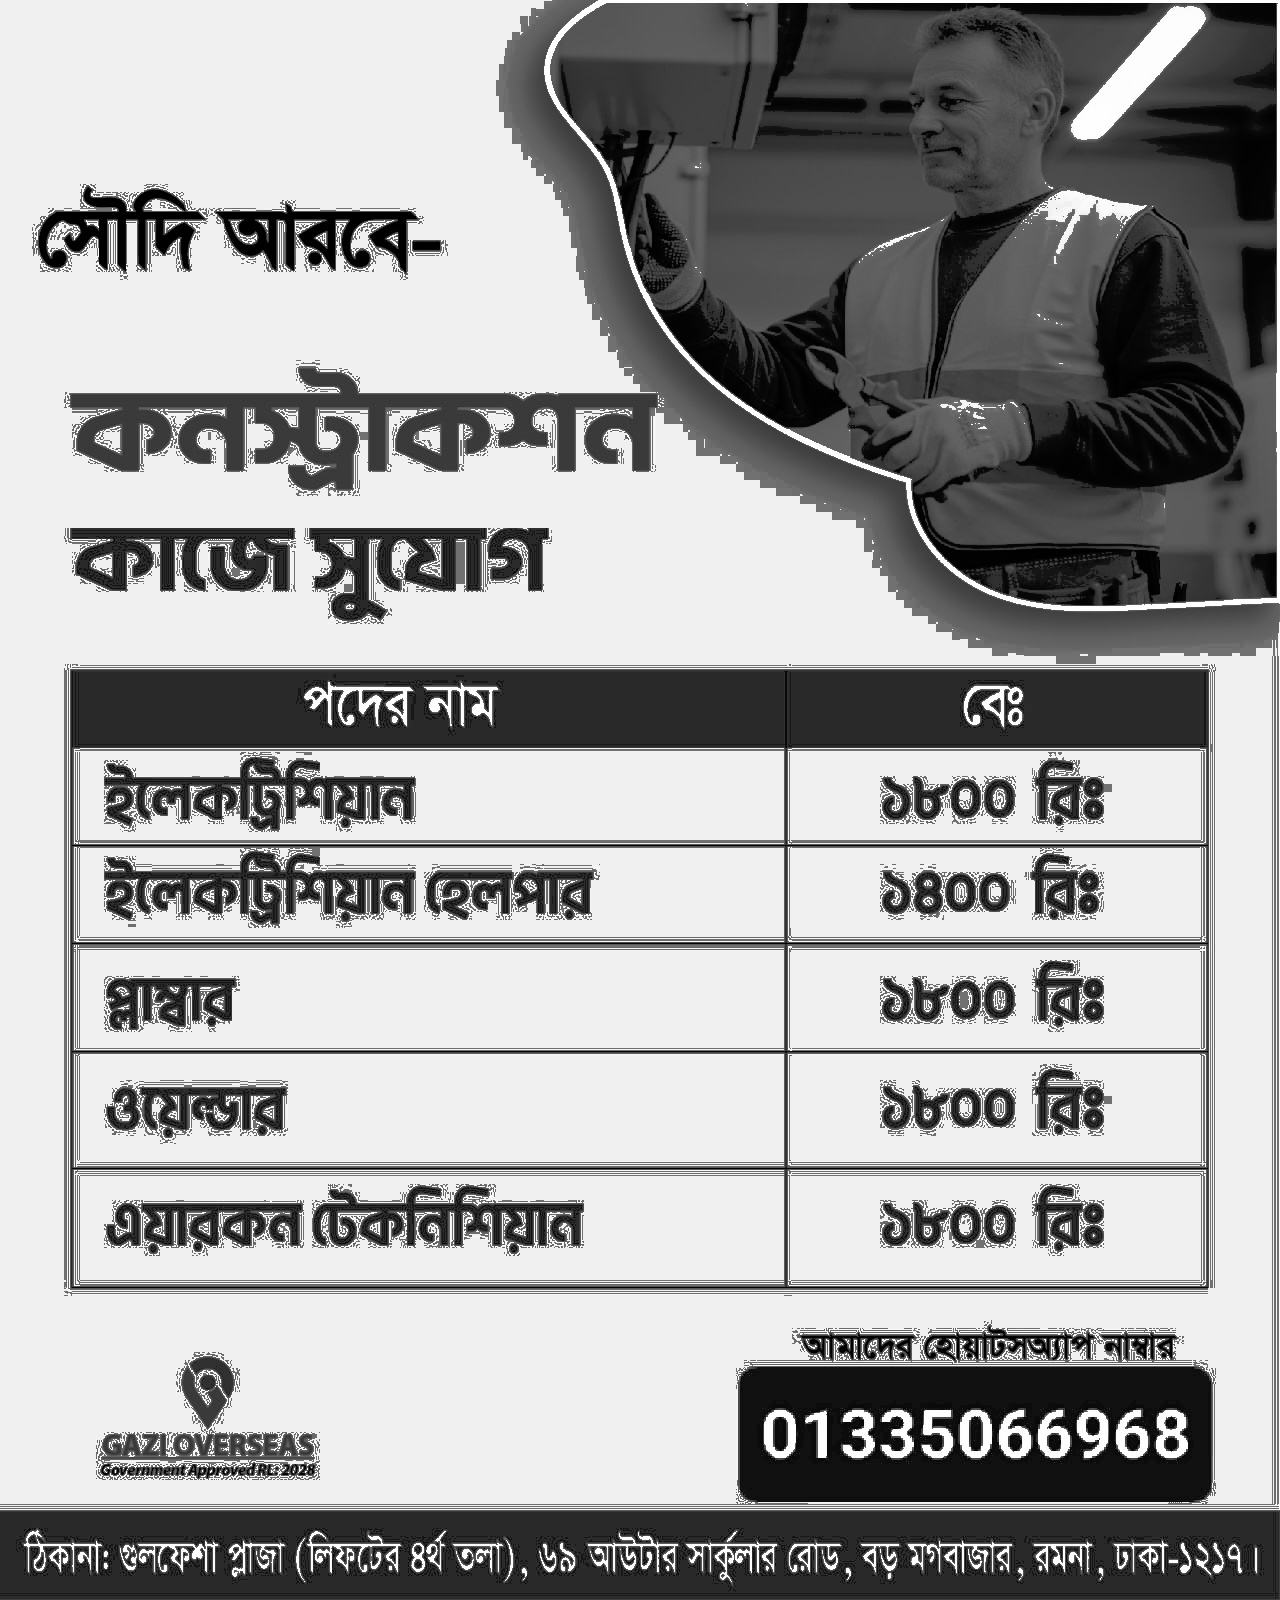 সৌদি আরবে-
কনস্ট্রাকশন
কাজে সুযোগ
পদের নাম বেঃ
ইলেকট্রিশিয়ান ১৮০০ রিঃ
ইলেকট্রিশিয়ান হেলপার ১৪০০ রিঃ
প্লাম্বার ১৮০০ রিঃ
ওয়েল্ডার ১৮০০ রিঃ
এয়ারকন টেকনিশিয়ান ১৮০০ রিঃ
আমাদের হোয়াটসঅ্যাপ নাম্বার
01335066968
GAZI OVERSEAS
Government Approved RL: 2028
ঠিকানা: গুলফেশা প্লাজা (লিফটের ৪র্থ তলা), ৬৯ আউটার সার্কুলার রোড, বড় মগবাজার, রমনা, ঢাকা-১২১৭।